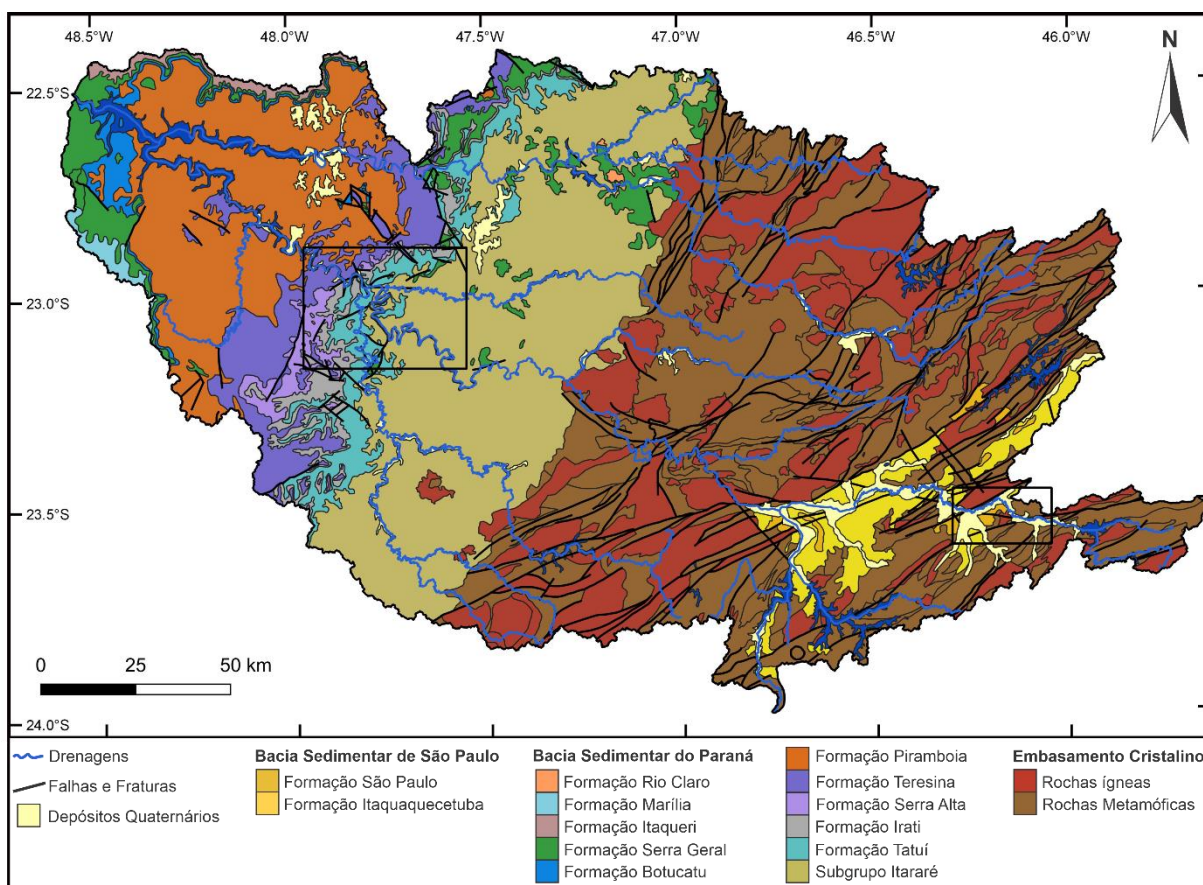 48.5°W 48.0°W 47.5°W 47.0°W 46.5°W 46.0°W
N
22.5°S
23.0°S
23.5°S
0 25 50 km
24.0°S
Drenagens
Falhas e Fraturas
Depósitos Quaternários
Bacia Sedimentar de São Paulo
Formação São Paulo
Formação Itaquaquecetuba
Bacia Sedimentar do Paraná
Formação Rio Claro
Formação Marília
Formação Itaqueri
Formação Serra Geral
Formação Botucatu
Formação Piramboia
Formação Teresina
Formação Serra Alta
Formação Irati
Formação Tatuí
Subgrupo Itararé
Embasamento Cristalino
Rochas ígneas
Rochas Metamóficas